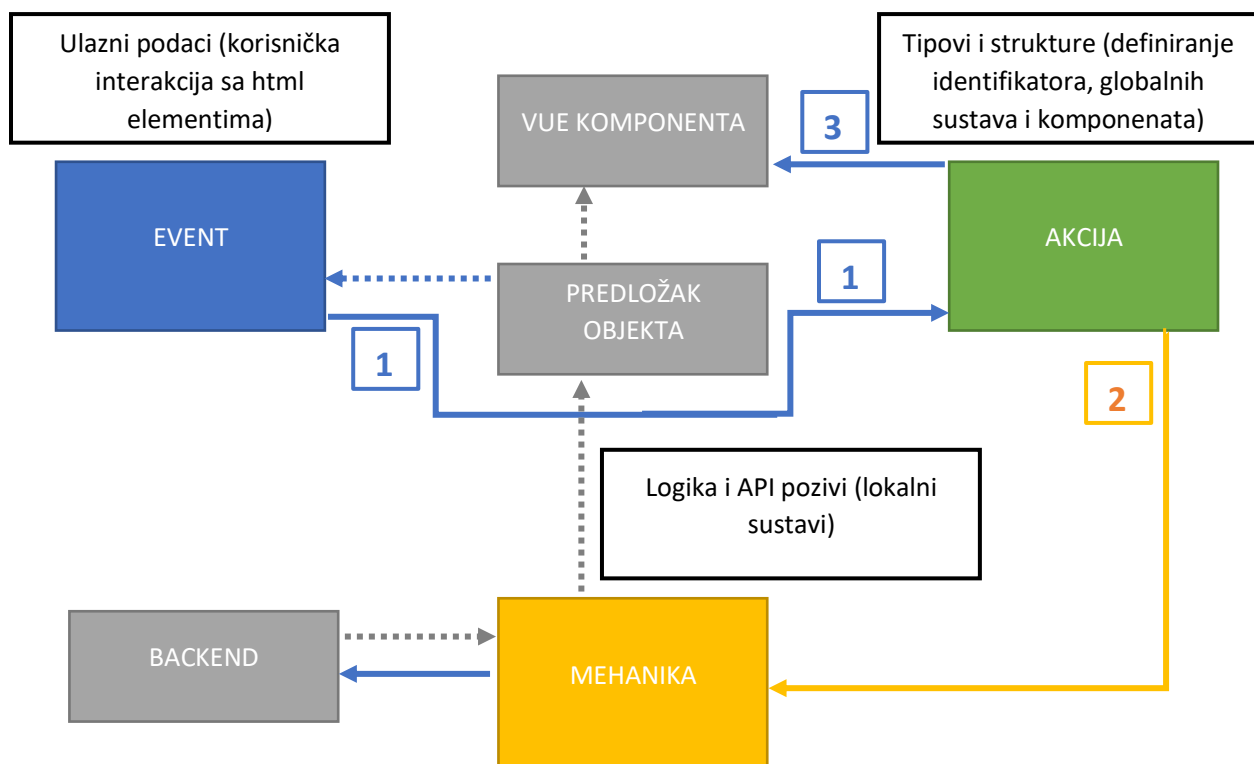 Ulazni podaci (korisnička
interakcija sa html
elementima)
Tipovi i strukture (definiranje
identifikatora, globalnih
sustava i komponenata)
VUE KOMPONENTA
3
EVENT
AKCIJA
PREDLOŽAK
OBJEKTA
1
1
2
Logika i API pozivi (lokalni
sustavi)
BACKEND
MEHANIKA